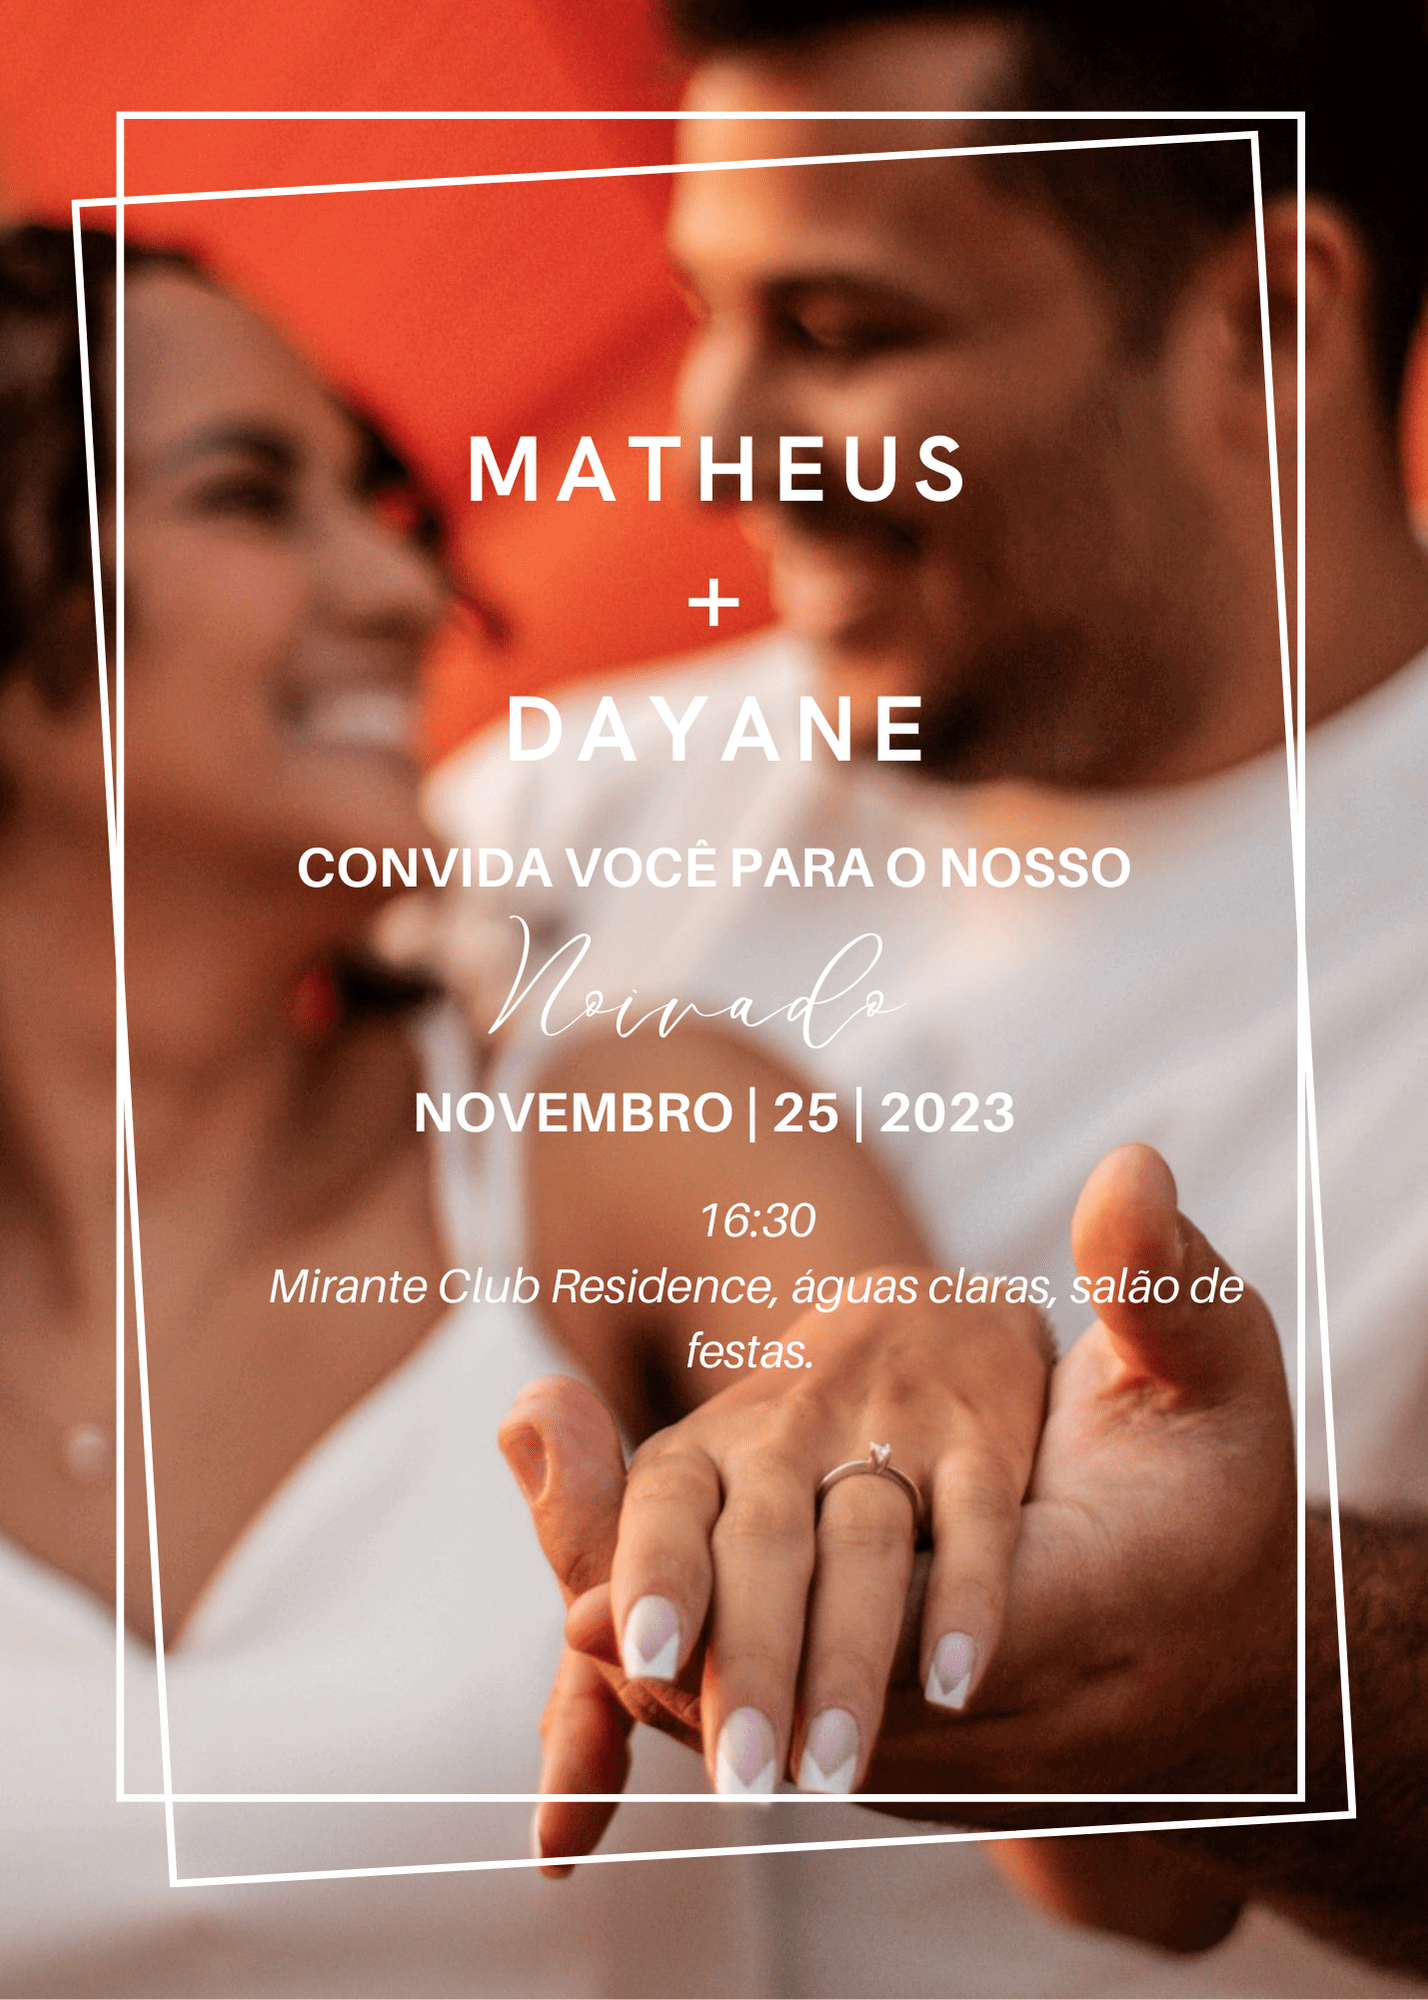 MATHEUS
+
DAYANE
CONVIDA VOCÊ PARA O NOSSO
Noivado
NOVEMBRO | 25 | 2023
16:30
Mirante Club Residence, águas claras, salão de
festas.